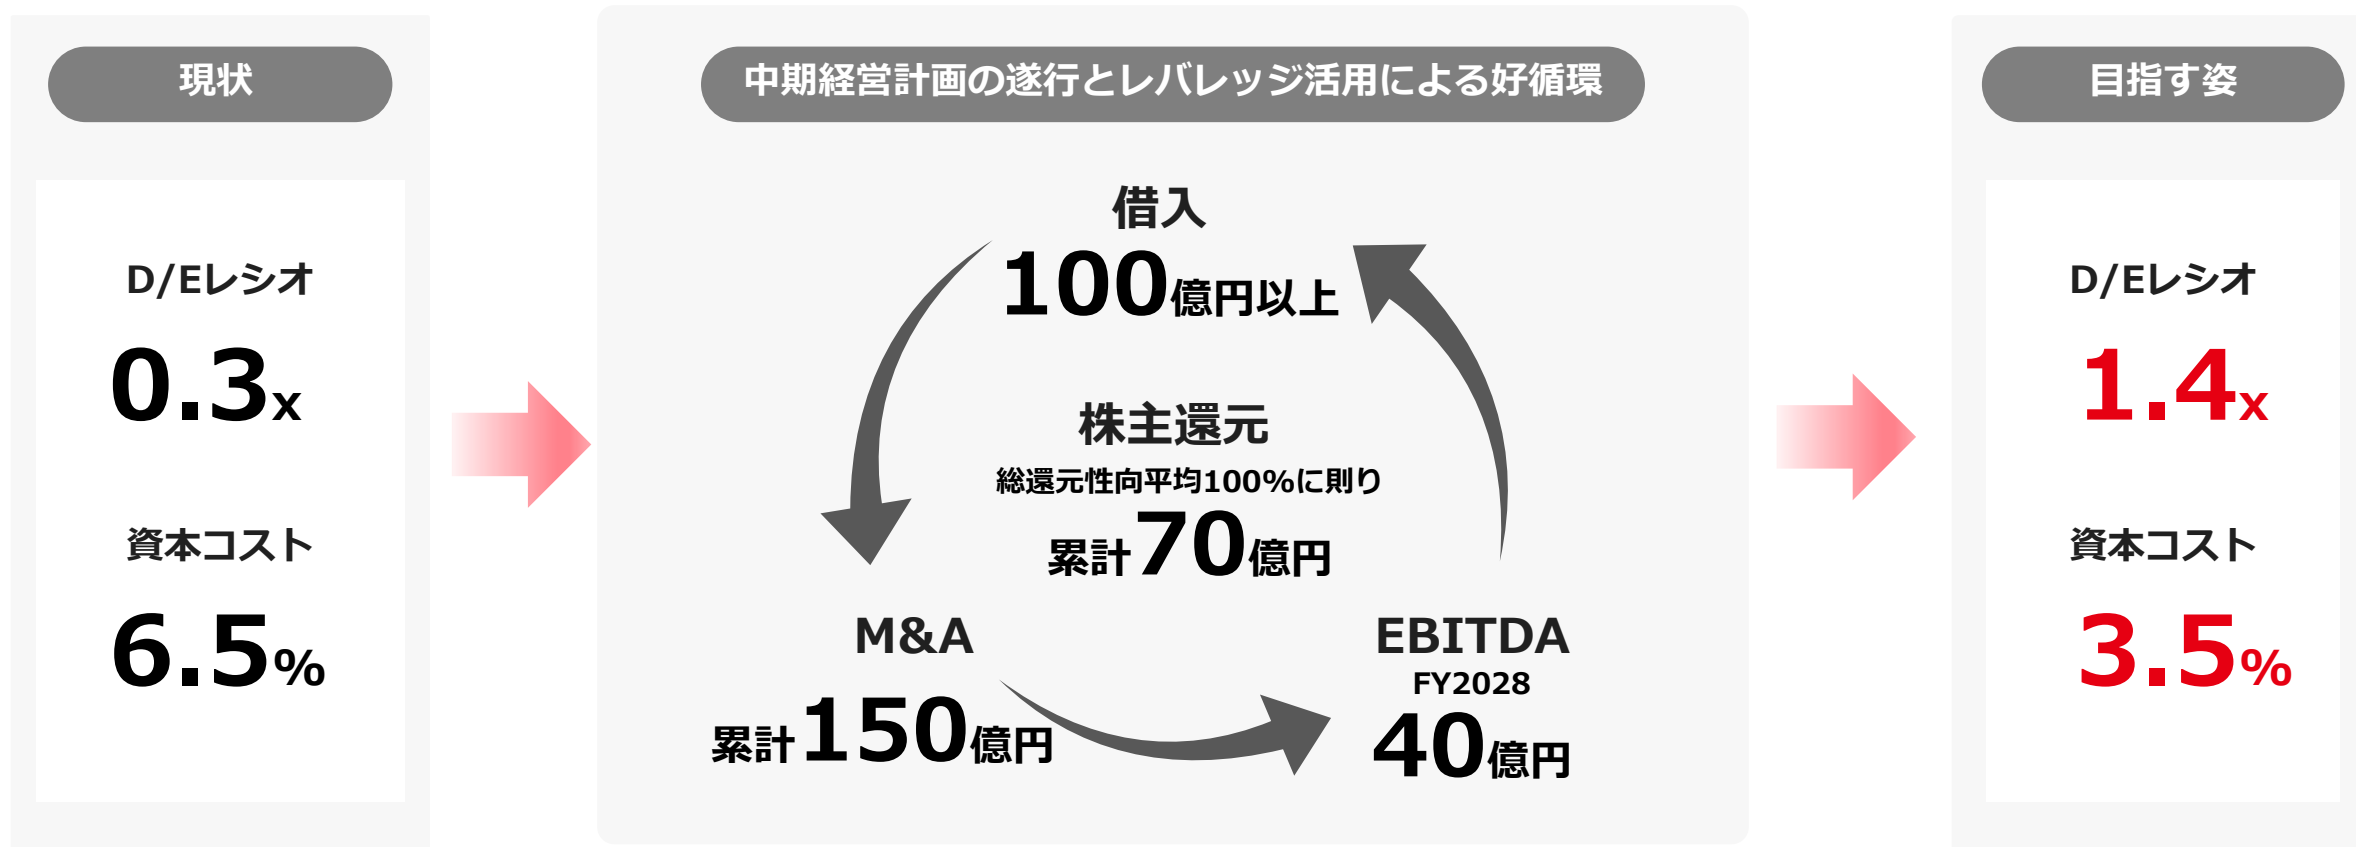 現状
D/Eレシオ
0.3x
資本コスト
6.5%
中期経営計画の遂行とレバレッジ活用による好循環
借入
100億円以上
株主還元
総還元性向平均100%に則り
累計70億円
M&A
累計150億円
EBITDA
FY2028
40億円
目指す姿
D/Eレシオ
1.4x
資本コスト
3.5%